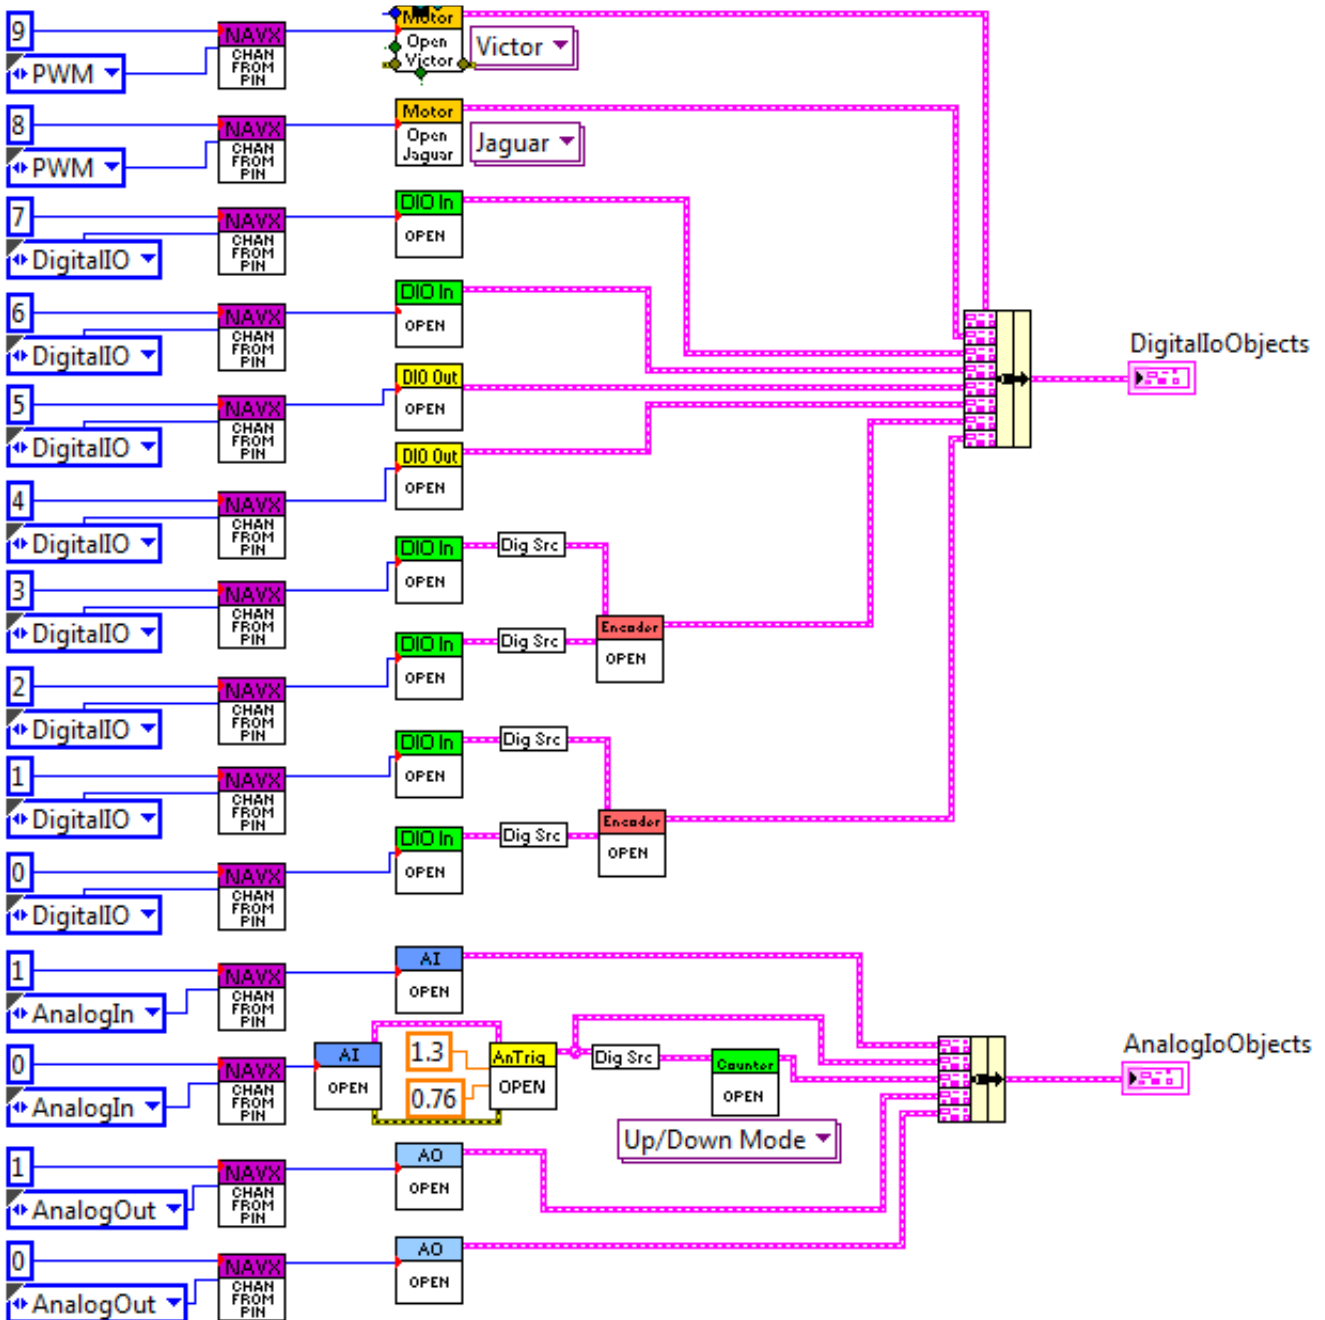 9
PWM
NAVX
CHAN
FROM
PIN
Motor
Open
Victor
Victor
8
PWM
NAVX
CHAN
FROM
PIN
Motor
Open
Jaguar
Jaguar
7
DigitalIO
NAVX
CHAN
FROM
PIN
DIO In
OPEN
6
DigitalIO
NAVX
CHAN
FROM
PIN
DIO In
OPEN
DigitalIoObjects
5
DigitalIO
NAVX
CHAN
FROM
PIN
DIO Out
OPEN
4
DigitalIO
NAVX
CHAN
FROM
PIN
DIO Out
OPEN
3
DigitalIO
NAVX
CHAN
FROM
PIN
DIO In
OPEN
Dig Src
Encoder
OPEN
2
DigitalIO
NAVX
CHAN
FROM
PIN
DIO In
OPEN
Dig Src
1
DigitalIO
NAVX
CHAN
FROM
PIN
DIO In
OPEN
Dig Src
Encoder
OPEN
0
DigitalIO
NAVX
CHAN
FROM
PIN
DIO In
OPEN
Dig Src
1
AnalogIn
NAVX
CHAN
FROM
PIN
AI
OPEN
0
AnalogIn
NAVX
CHAN
FROM
PIN
AI
OPEN
1.3
0.76
AnTrig
OPEN
Dig Src
Counter
OPEN
Up/Down Mode
AnalogIoObjects
1
AnalogOut
NAVX
CHAN
FROM
PIN
AO
OPEN
0
AnalogOut
NAVX
CHAN
FROM
PIN
AO
OPEN